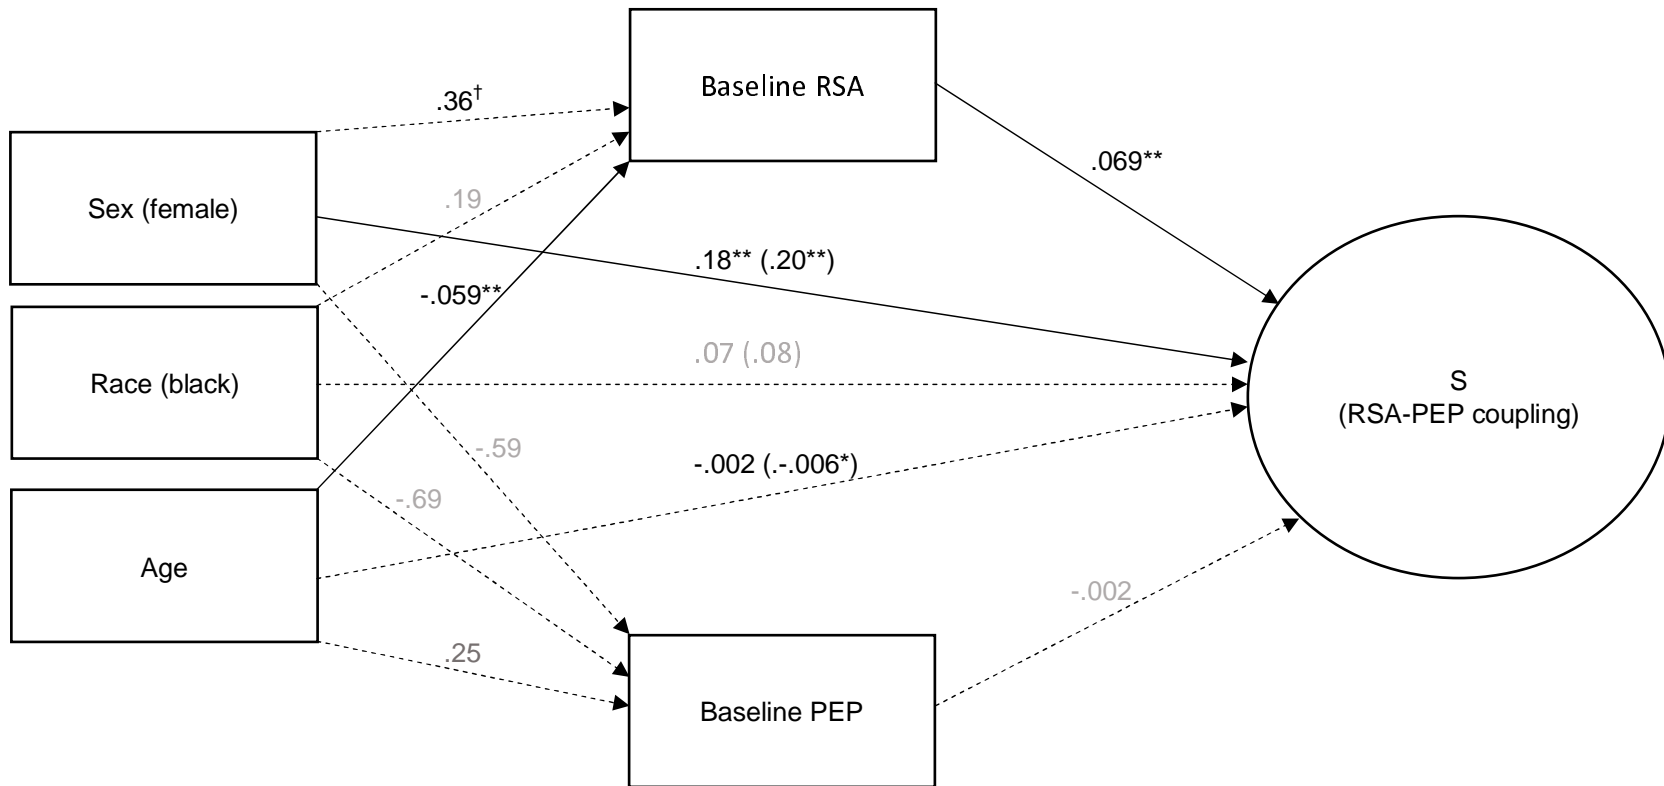 Baseline RSA
.36†
.069**
Sex (female)
.19
.18** (.20**)
-.059**
.07 (.08)
Race (black)
S
(RSA-PEP coupling)
-.59
-.002 (.-.006*)
-.69
Age
-.002
.25
Baseline PEP